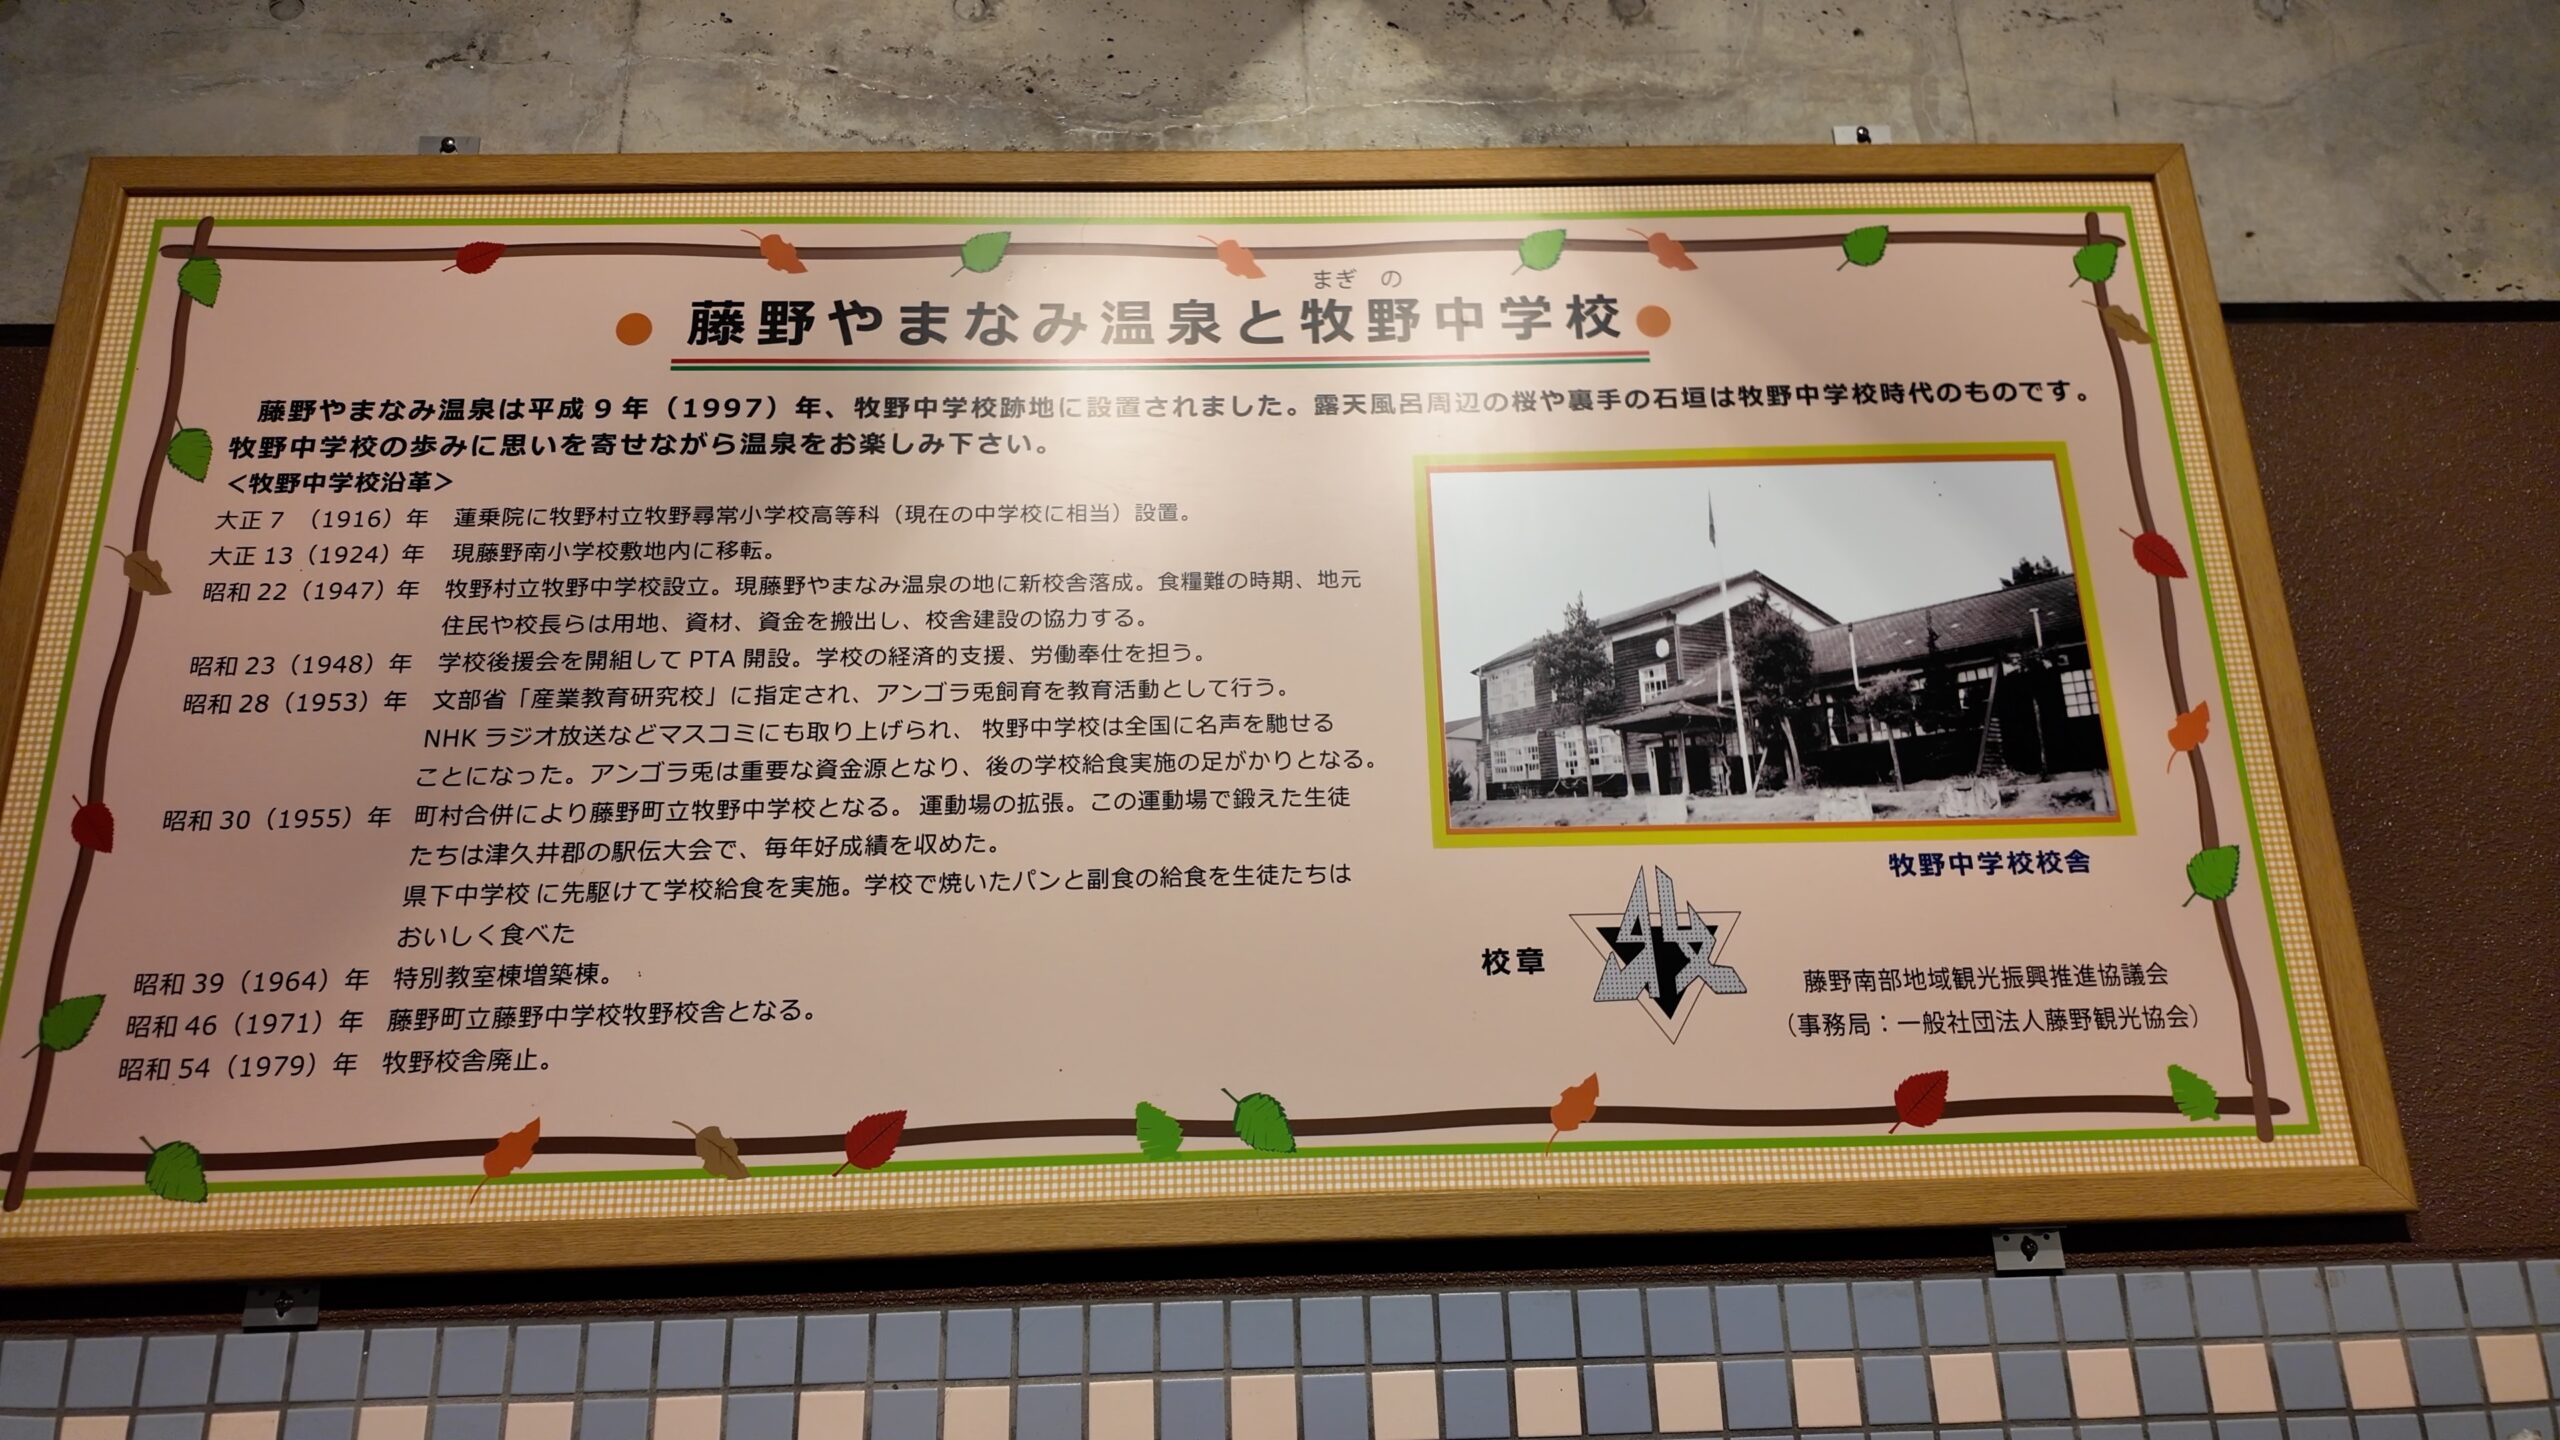 まぎの
藤野やまなみ温泉と牧野中学校
藤野やまなみ温泉は平成9年（1997）年、牧野中学校跡地に設置されました。露天風呂周辺の桜や裏手の石垣は牧野中学校時代のものです。
牧野中学校の歩みに思いを寄せながら温泉をお楽しみ下さい。
＜牧野中学校沿革＞
大正7 （1916）年 蓮乗院に牧野村立牧野尋常小学校高等科（現在の中学校に相当）設置。
大正13（1924）年 現藤野南小学校敷地内に移転。
昭和22（1947）年 牧野村立牧野中学校設立。現藤野やまなみ温泉の地に新校舎落成。食糧難の時期、地元
住民や校長らは用地、資材、資金を搬出し、校舎建設の協力する。
昭和23（1948）年 学校後援会を開組してPTA開設。学校の経済的支援、労働奉仕を担う。
昭和28（1953）年 文部省「産業教育研究校」に指定され、アンゴラ兎飼育を教育活動として行う。
NHKラジオ放送などマスコミにも取り上げられ、牧野中学校は全国に名声を馳せる
ことになった。アンゴラ兎は重要な資金源となり、後の学校給食実施の足がかりとなる。
昭和30（1955）年 町村合併により藤野町立牧野中学校となる。運動場の拡張。この運動場で鍛えた生徒
たちは津久井郡の駅伝大会で、毎年好成績を収めた。
県下中学校に先駆けて学校給食を実施。学校で焼いたパンと副食の給食を生徒たちは
おいしく食べた
昭和39（1964）年 特別教室棟増築棟。
昭和46（1971）年 藤野町立藤野中学校牧野校舎となる。
昭和54（1979）年 牧野校舎廃止。
牧野中学校校舎
校章
藤野南部地域観光振興推進協議会
（事務局：一般社団法人藤野観光協会）